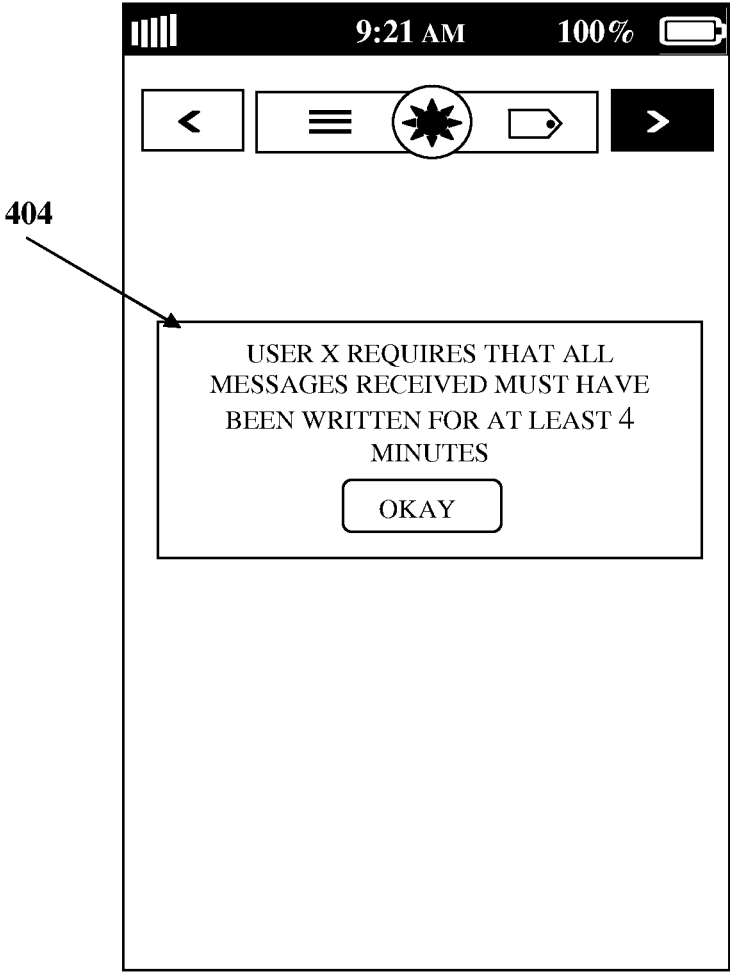 9:21 AM 100%
< >
404
USER X REQUIRES THAT ALL
MESSAGES RECEIVED MUST HAVE
BEEN WRITTEN FOR AT LEAST 4
MINUTES
OKAY